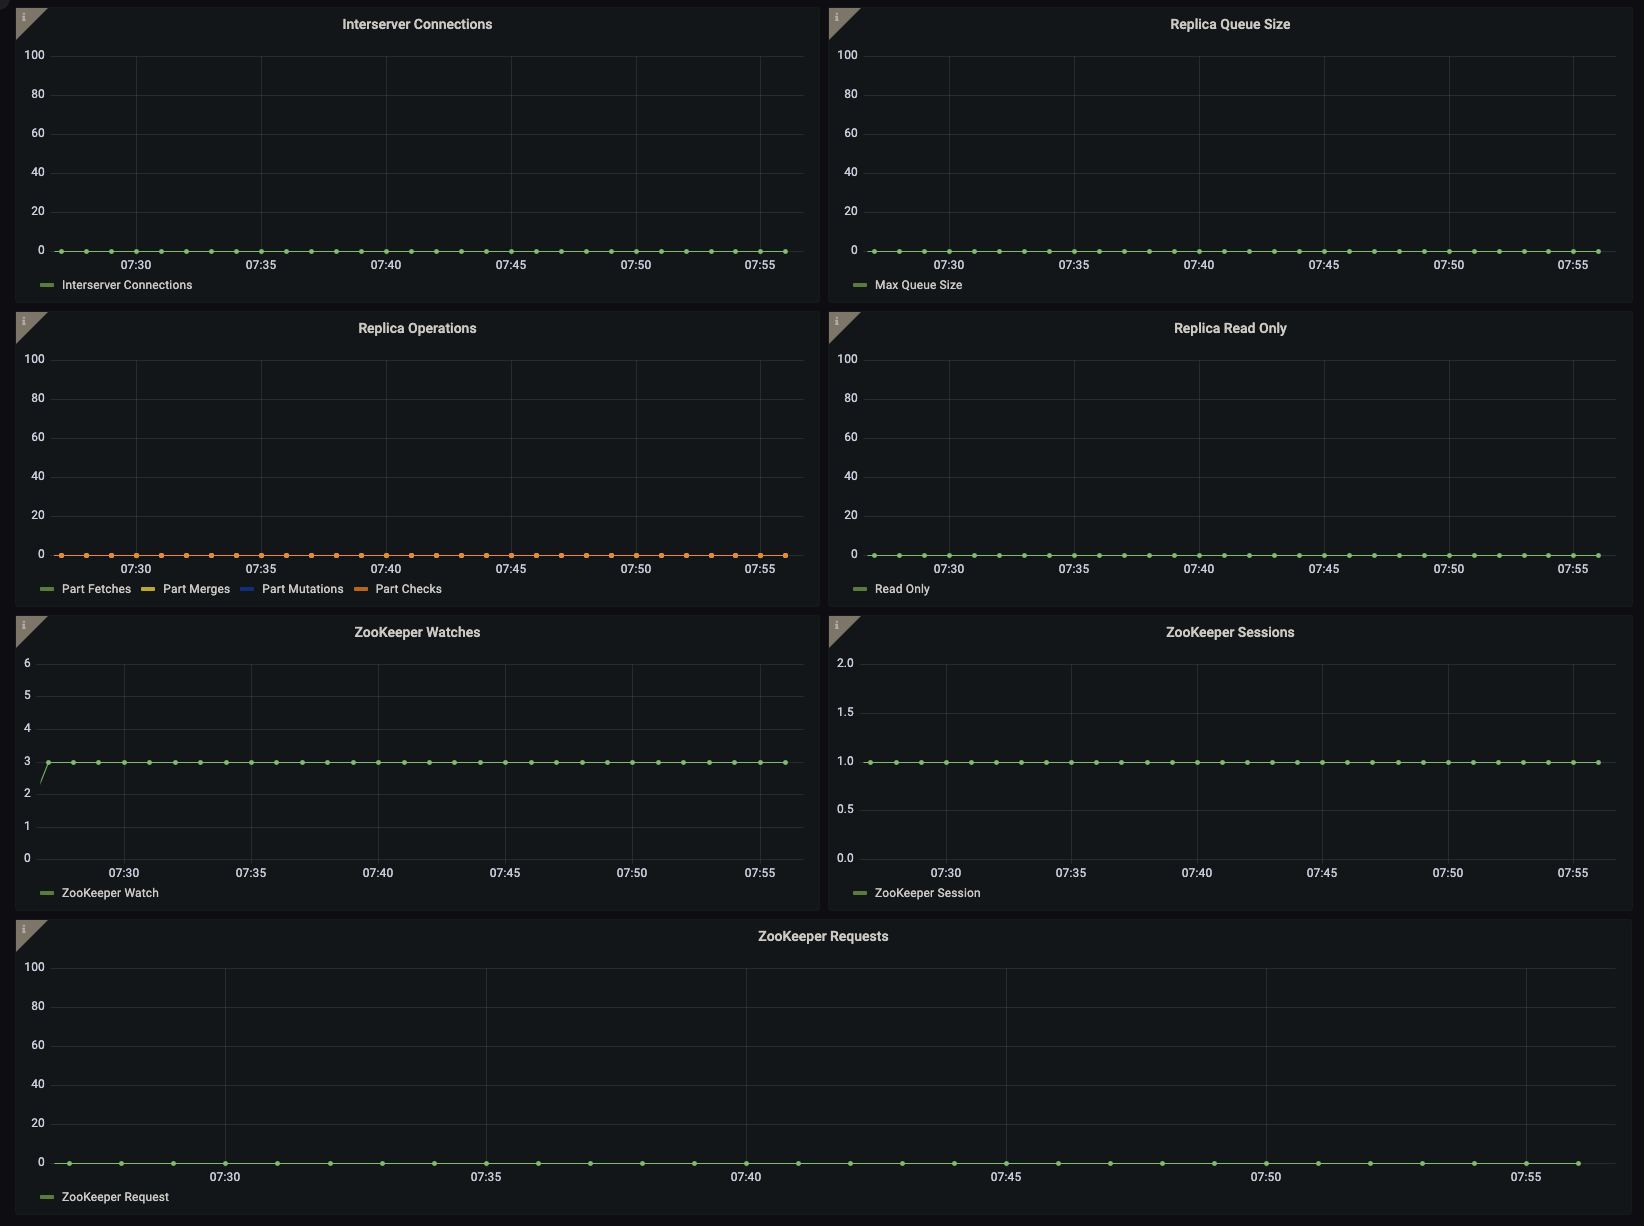 Interserver Connections
100
80
60
40
20
0
07:30 07:35 07:40 07:45 07:50 07:55
Interserver Connections
Replica Queue Size
100
80
60
40
20
0
07:30 07:35 07:40 07:45 07:50 07:55
Max Queue Size
Replica Operations
100
80
60
40
20
0
07:30 07:35 07:40 07:45 07:50 07:55
Part Fetches Part Merges Part Mutations Part Checks
Replica Read Only
100
80
60
40
20
0
07:30 07:35 07:40 07:45 07:50 07:55
Read Only
ZooKeeper Watches
6
5
4
3
2
1
0
07:30 07:35 07:40 07:45 07:50 07:55
ZooKeeper Watch
ZooKeeper Sessions
2.0
1.5
1.0
0.5
0.0
07:30 07:35 07:40 07:45 07:50 07:55
ZooKeeper Session
ZooKeeper Requests
100
80
60
40
20
0
07:30 07:35 07:40 07:45 07:50 07:55
ZooKeeper Request